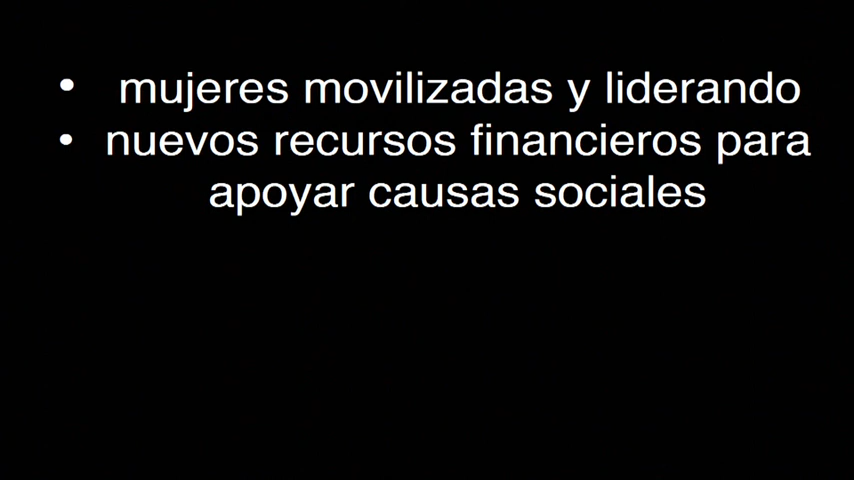 • mujeres movilizadas y liderando
• nuevos recursos financieros para
apoyar causas sociales